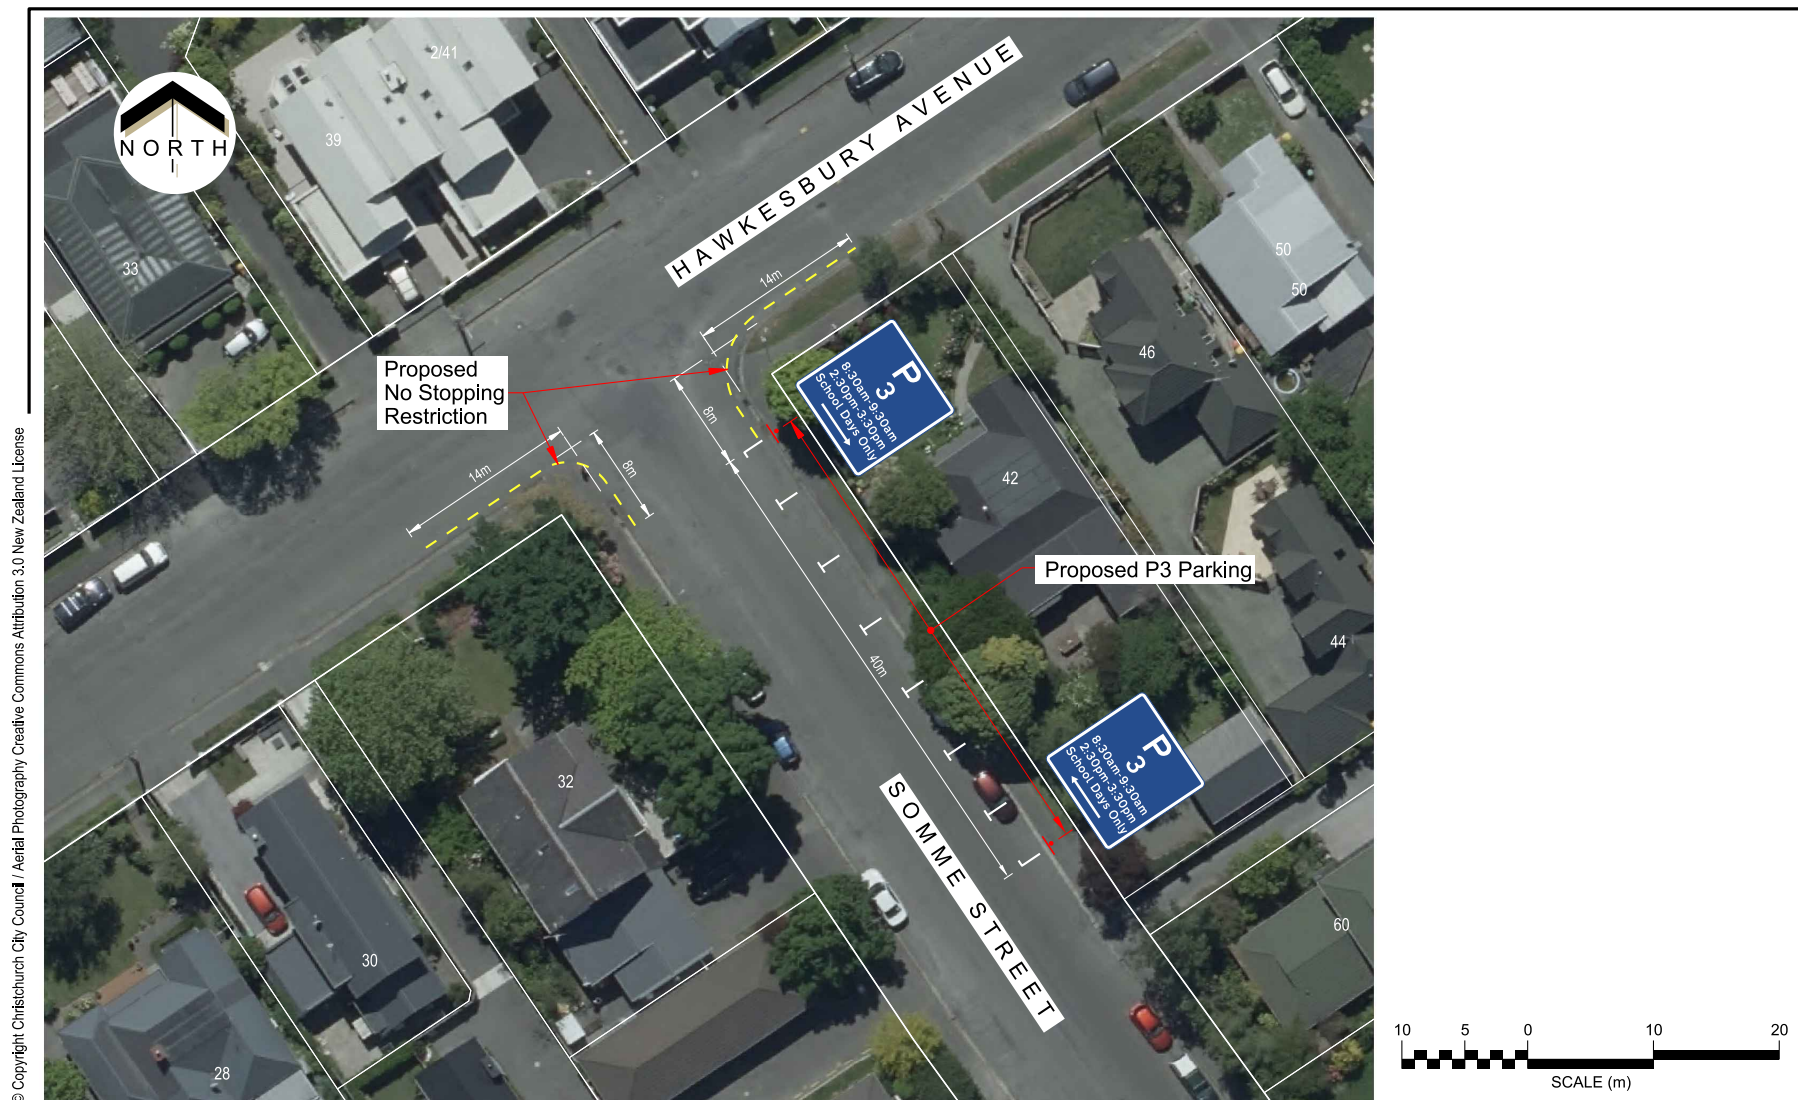 © Copyright Christchurch City Council / Aerial Photography Creative Commons Attribution 3.0 New Zealand License
NORTH
2/41
39
33
HAWKESBURY AVENUE
14m
Proposed
No Stopping
Restriction
8m
14m
8m
P
3
8:30am-9:30am
2:30pm-3:30pm
School Days Only
50
50
46
42
Proposed P3 Parking
44
40m
P
3
8:30am-9:30am
2:30pm-3:30pm
School Days Only
32
SOMME STREET
30
60
28
10 5 0 10 20
SCALE (m)